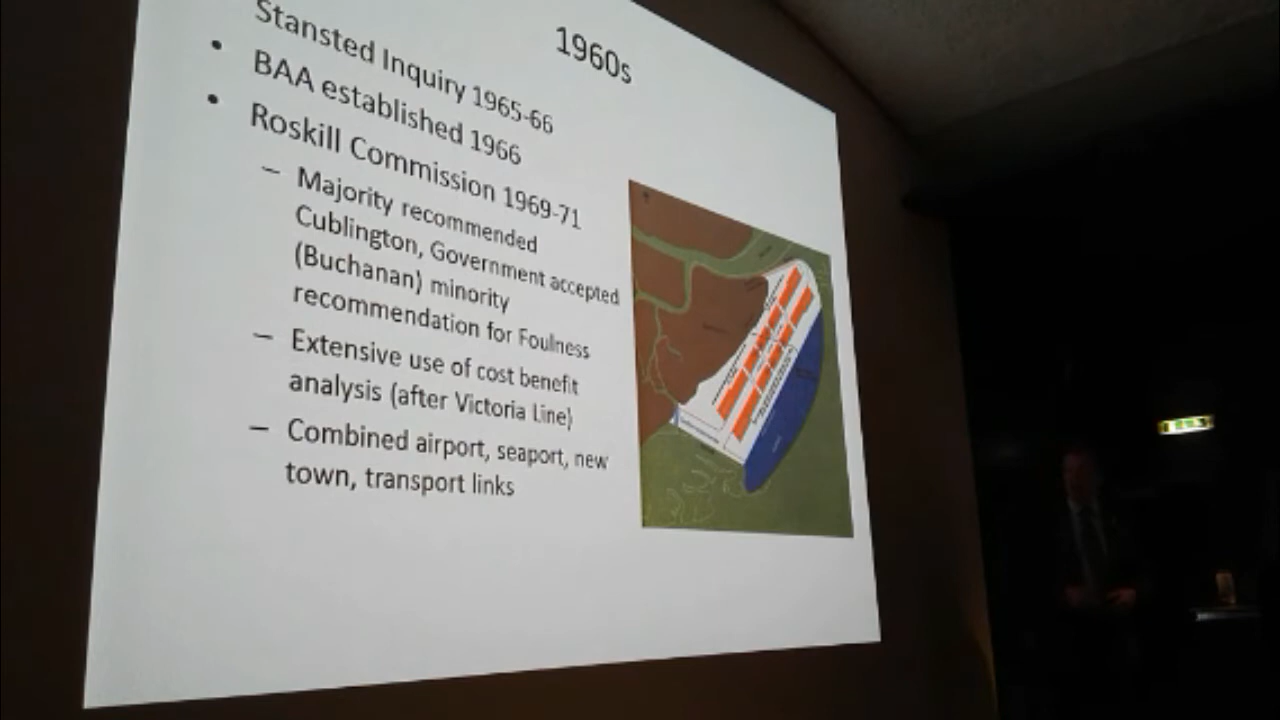 1960s
Stansted Inquiry 1965-66
• BAA established 1966
• Roskill Commission 1969-71
– Majority recommended
Cublington, Government accepted
(Buchanan) minority
recommendation for Foulness
– Extensive use of cost benefit
analysis (after Victoria Line)
– Combined airport, seaport, new
town, transport links